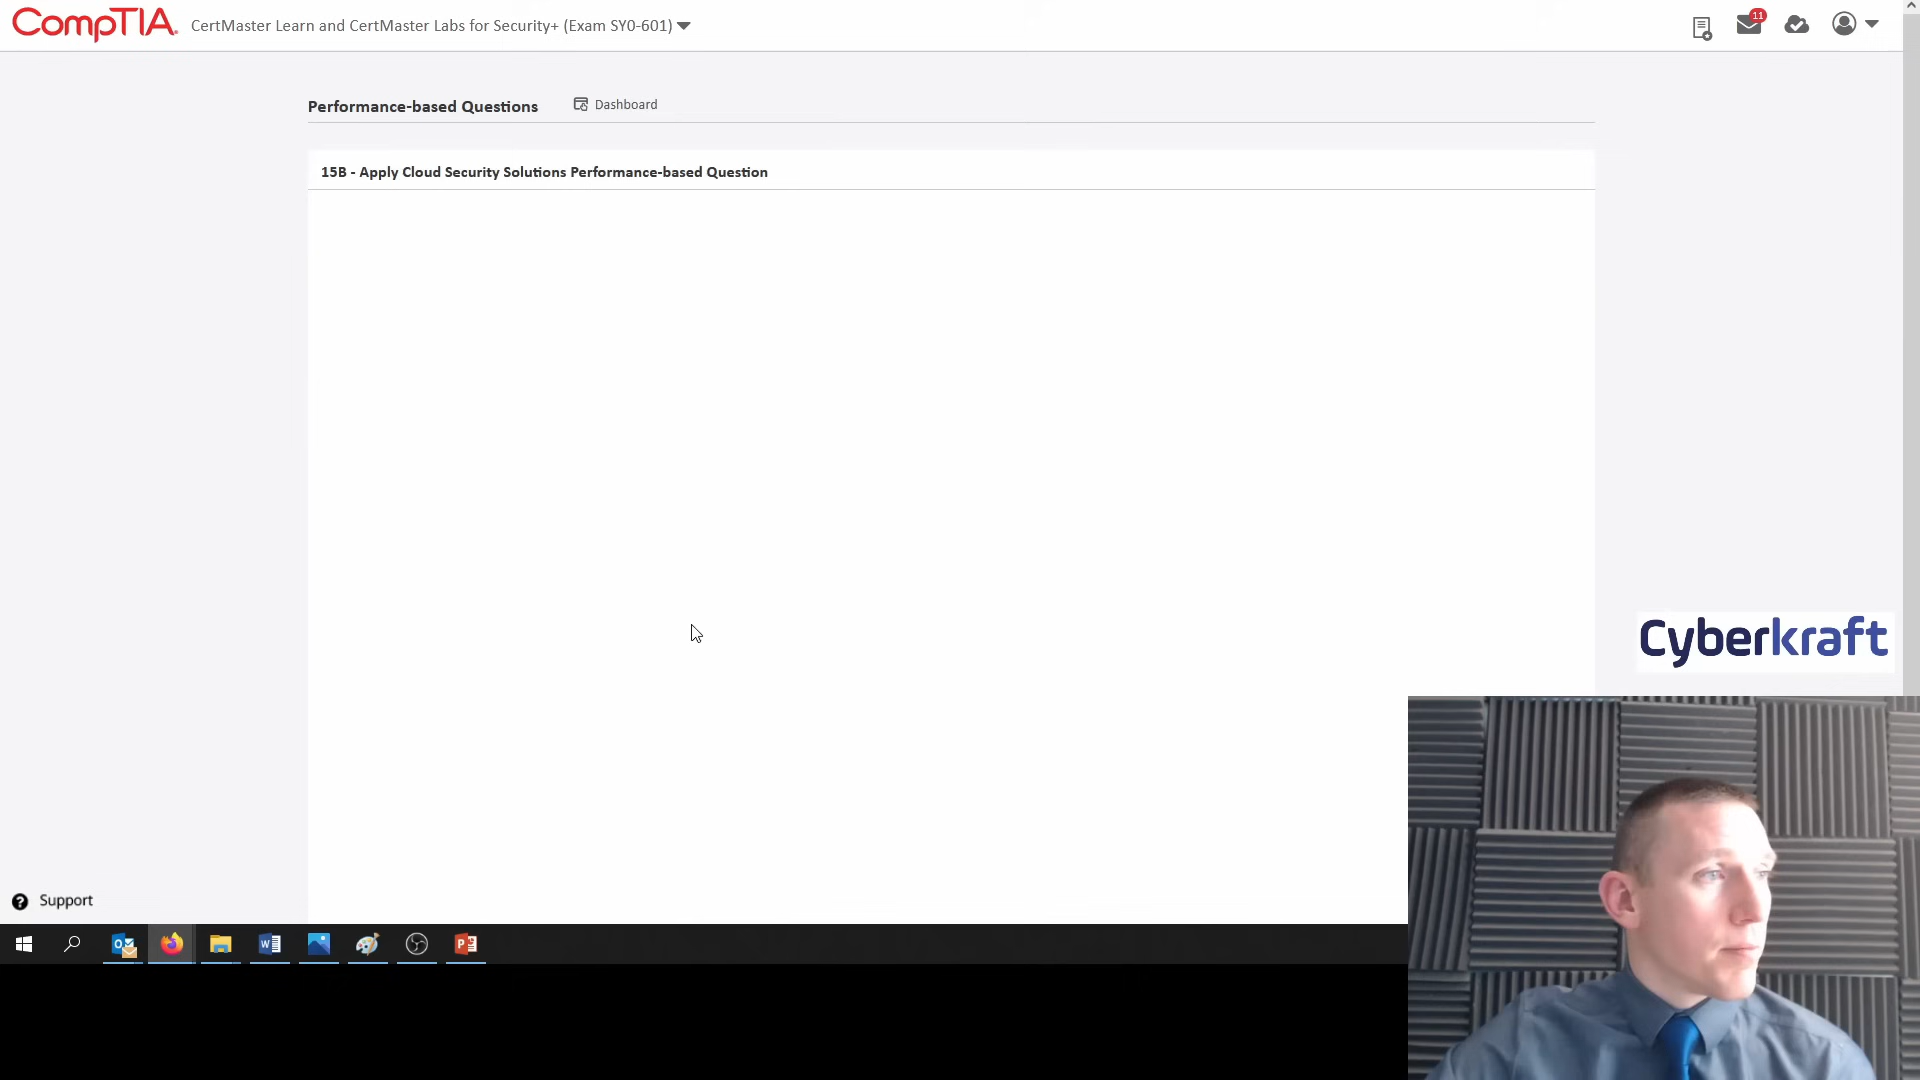 CompTIA.
CertMaster Learn and CertMaster Labs for Security+ (Exam SY0-601)
11
Performance-based Questions
Dashboard
15B - Apply Cloud Security Solutions Performance-based Question
Cyberkraft
? Support